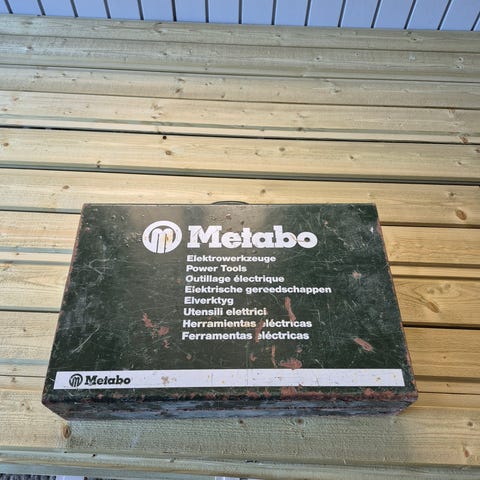 Metabo
Elektrowerkzeuge
Power Tools
Outillage électrique
Elektrische gereedschappen
Elverktyg
Utensili elettrici
Herramientas eléctricas
Ferramentas eléctricas
Metabo